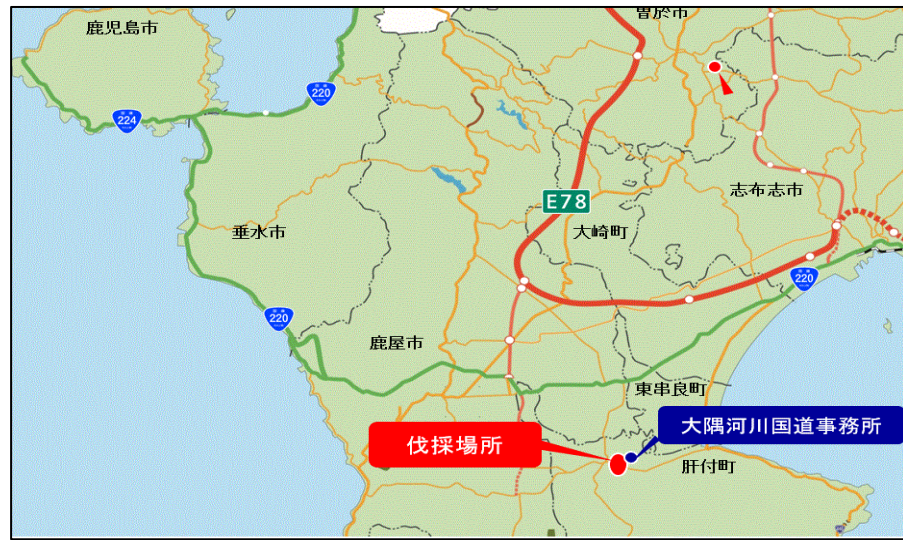 鹿児島市
曽於市
220
224
志布志市
E78
垂水市
大崎町
220
220
鹿屋市
東串良町
大隅河川国道事務所
伐採場所
肝付町